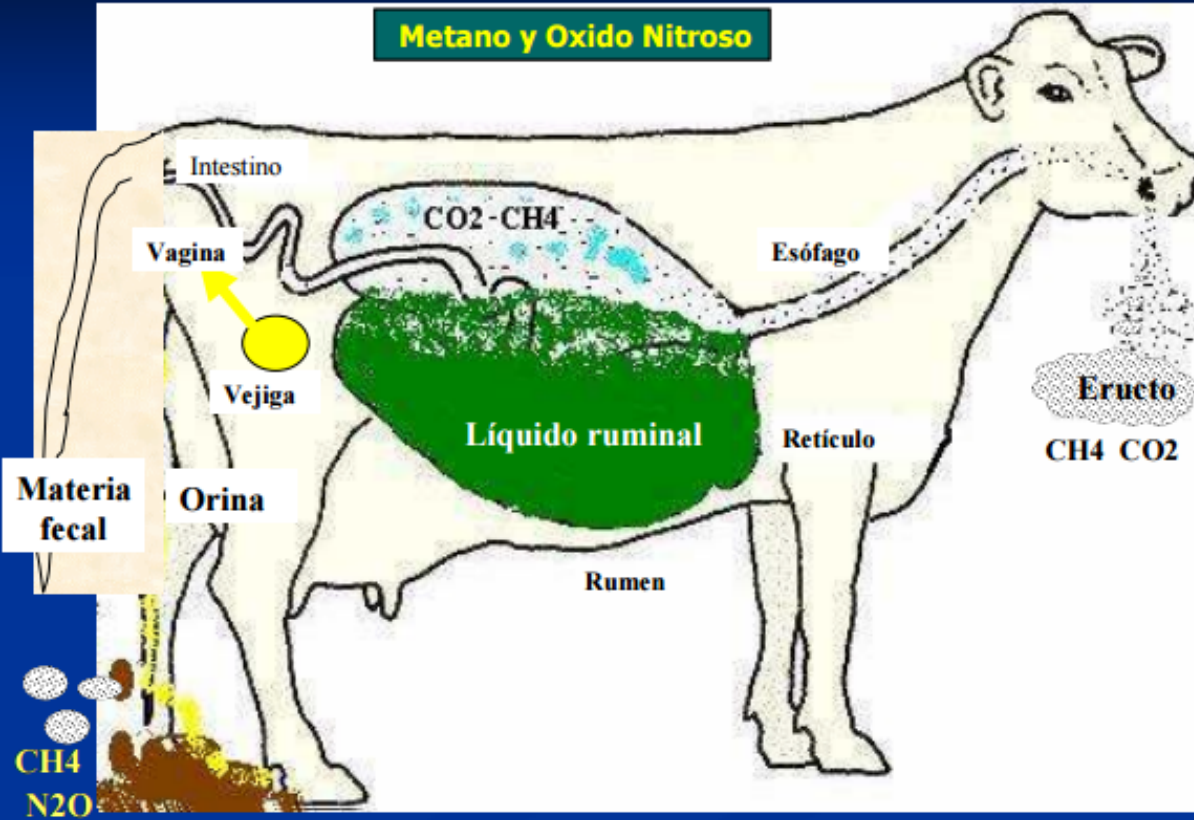 Metano y Oxido Nitroso
Intestino
CO2 -CH4
Vagina
Esófago
Vejiga
Eructo
Líquido ruminal
Retículo
CH4 CO2
Materia
fecal
Orina
Rumen
CH4
N2O